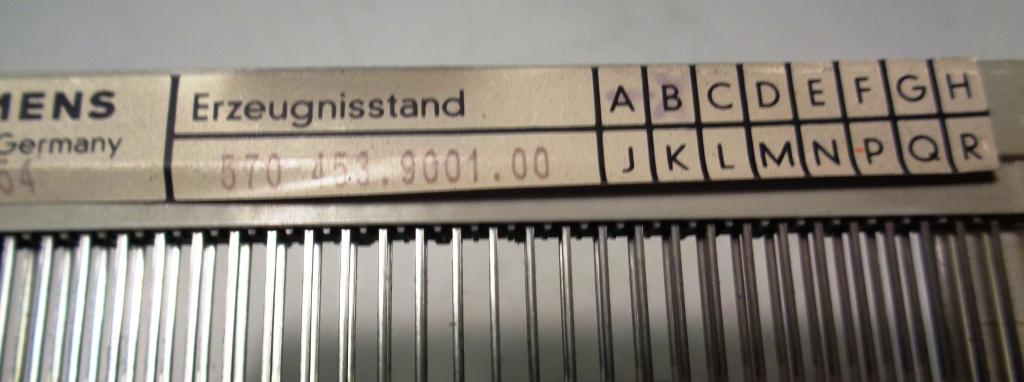 MENS Erzeugnisstand A B C D E F G H
Germany
54 570 453.9001.00 J K L M N P Q R